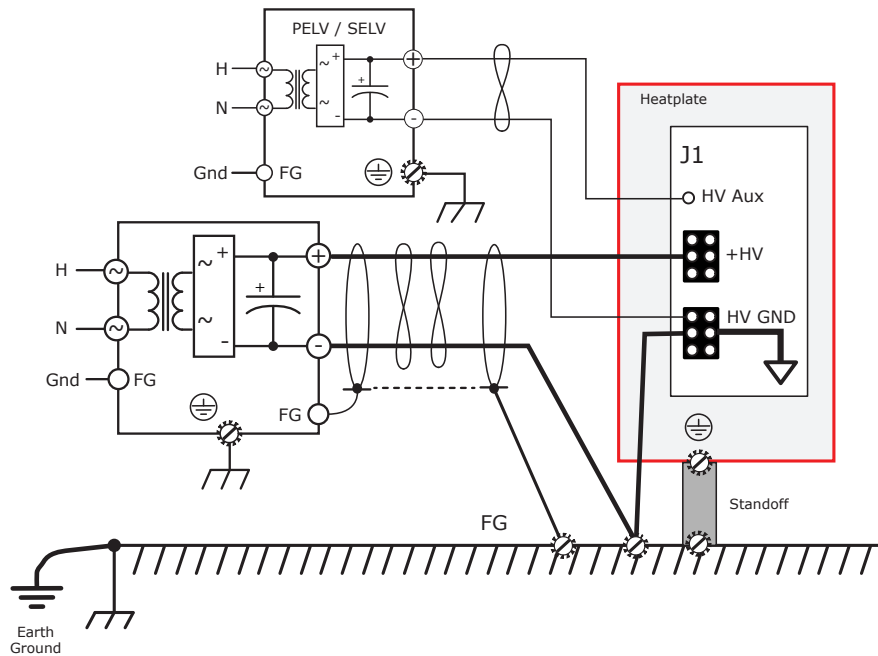 PELV / SELV
H
+
~
+
N
~
-
-
Gnd
FG
+
Heatplate
J1
HV Aux
+HV
HV GND
H
~
+
+
N
~
-
-
+
Gnd
FG
FG
Standoff
FG
Earth
Ground